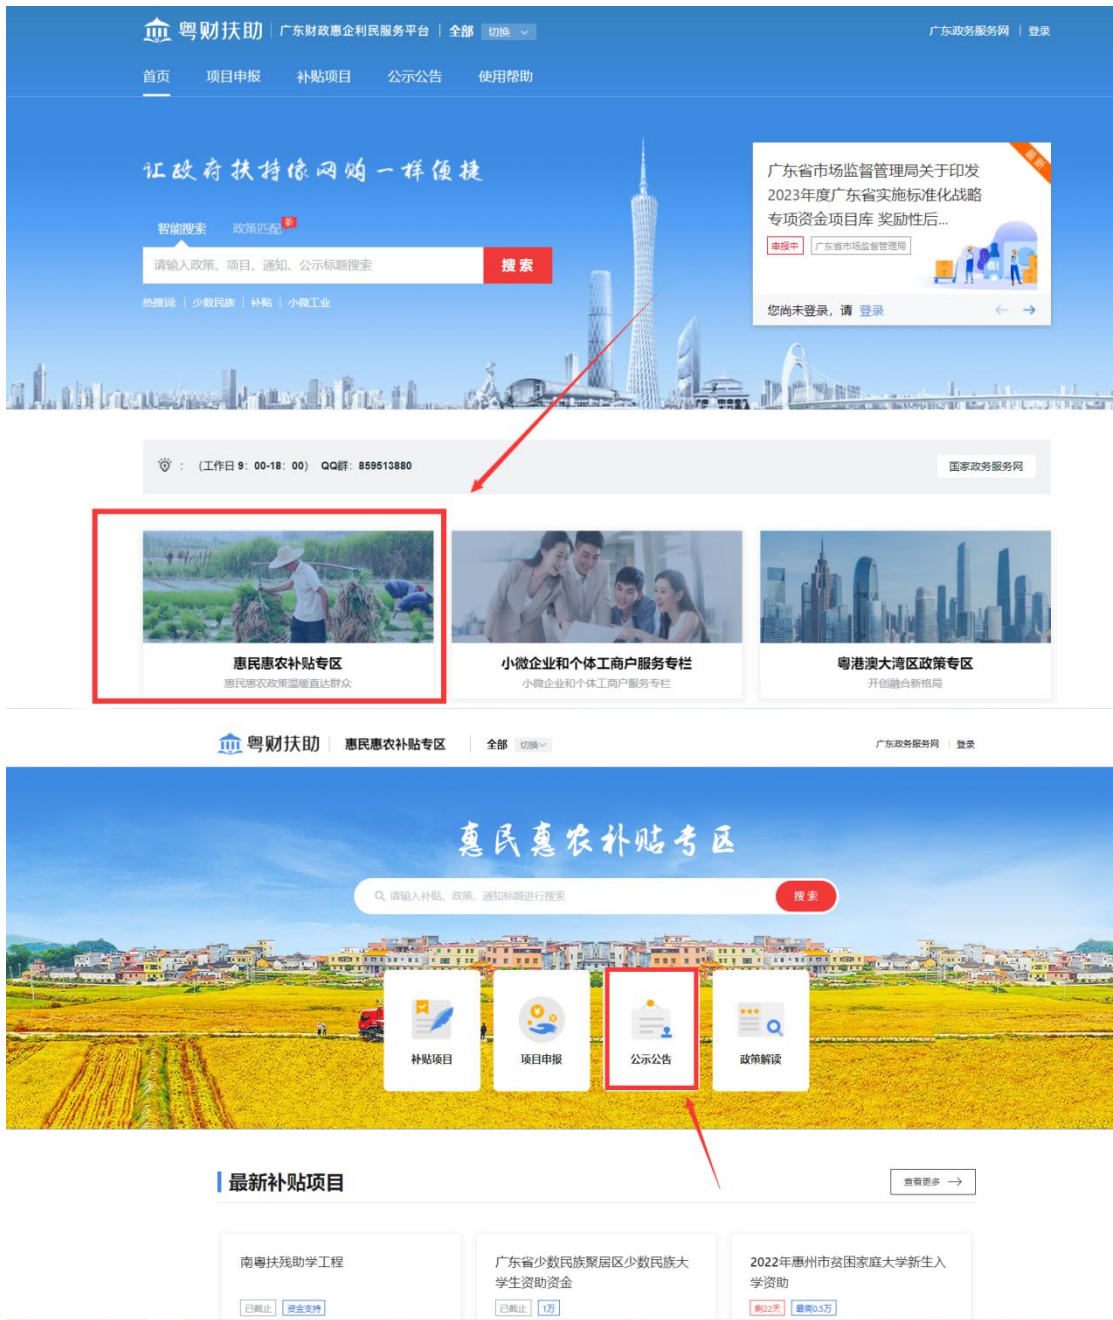 粤财扶助 广东财政惠企利民服务平台 全部 切换
广东政务服务网 登录
首页 项目申报 补贴项目 公示公告 使用帮助
让政府扶持像网购一样便捷
智能搜索 政策匹配 新
请输入政策、项目、通知、公示标题搜索 搜索
热搜词: 少数民族 补贴 小微工业
最新
广东省市场监督管理局关于印发
2023年度广东省实施标准化战略
专项资金项目库 奖励性后...
申报中 广东省市场监督管理局
您尚未登录，请 登录 ← →
: （工作日 9：00-18：00） QQ群：859513880 国家政务服务网
惠民惠农补贴专区
惠民惠农政策温暖直达群众
小微企业和个体工商户服务专栏
小微企业和个体工商户服务专栏
粤港澳大湾区政策专区
开创融合新格局
粤财扶助 惠民惠农补贴专区 全部 切换
广东政务服务网 登录
惠民惠农补贴专区
请输入补贴、政策、通知标题进行搜索 搜索
补贴项目 项目申报 公示公告 政策解读
最新补贴项目 查看更多 →
南粤扶残助学工程
已截止 资金支持
广东省少数民族聚居区少数民族大
学生资助资金
已截止 1万
2022年惠州市贫困家庭大学新生入
学资助
剩22天 最高0.5万